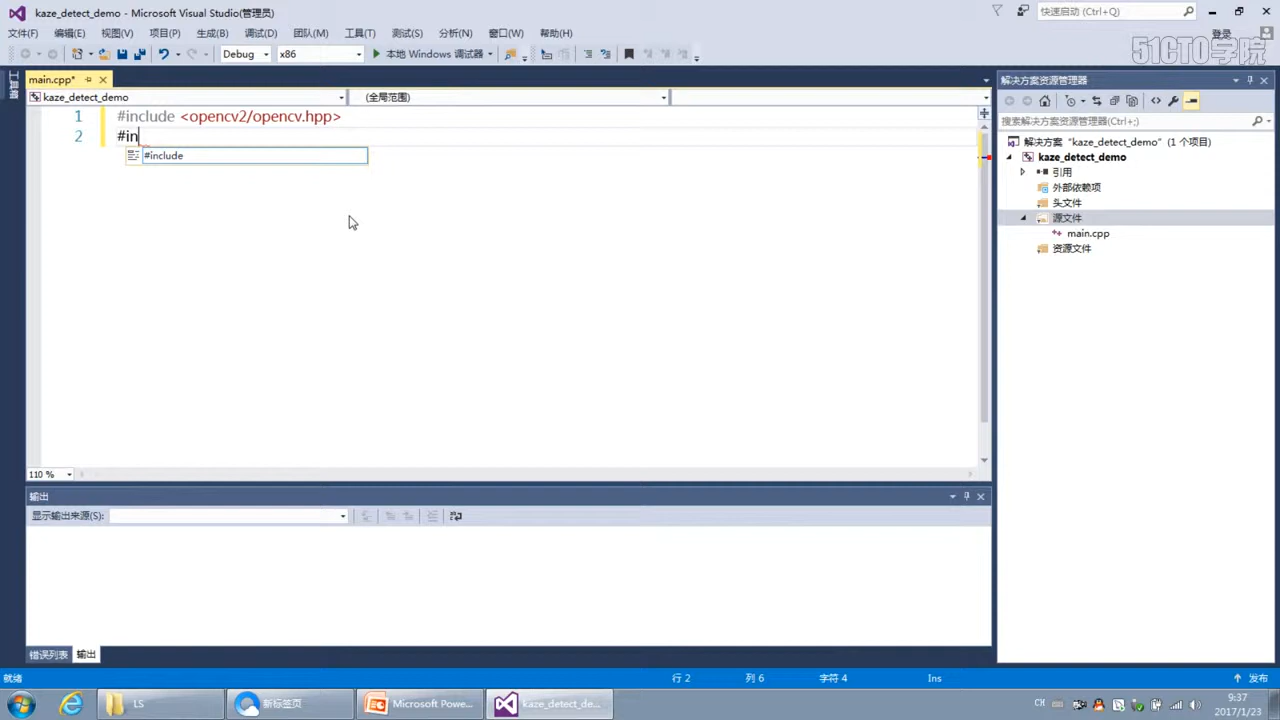 kaze_detect_demo - Microsoft Visual Studio(管理员)
快速启动 (Ctrl+Q)
文件(F) 编辑(E) 视图(V) 项目(P) 生成(B) 调试(D) 团队(M) 工具(T) 测试(S) 分析(N) 窗口(W) 帮助(H)
登录
51CTO学院
Debug x86 本地 Windows 调试器
工具箱
main.cpp*
kaze_detect_demo (全局范围)
1 #include <opencv2/opencv.hpp>
2 #in
#include
110 %
解决方案资源管理器
搜索解决方案资源管理器(Ctrl+;)
解决方案 "kaze_detect_demo" (1 个项目)
kaze_detect_demo
引用
外部依赖项
头文件
源文件
main.cpp
资源文件
输出
显示输出来源(S):
错误列表 输出
就绪 行 2 列 6 字符 4 Ins 发布
LS 新标签页 Microsoft Powe... kaze_detect_de...
CH 9:37
2017/1/23